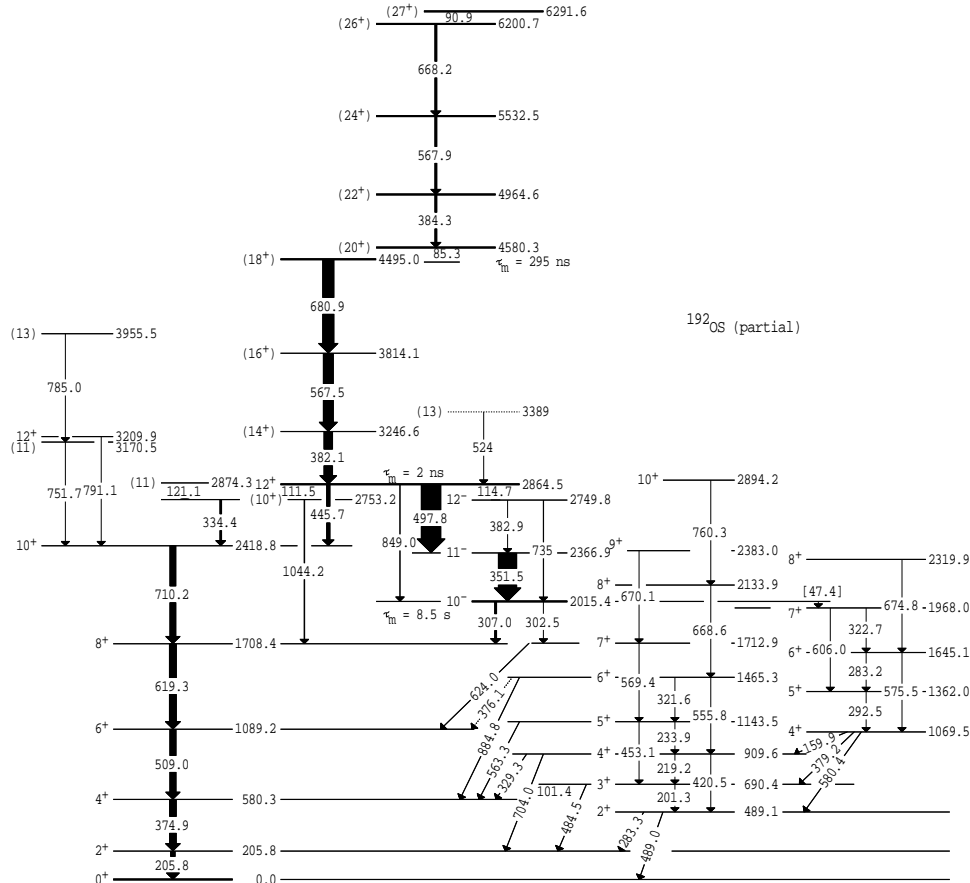 (27⁺) 6291.6
90.9
(26⁺) 6200.7
668.2
(24⁺) 5532.5
567.9
(22⁺) 4964.6
384.3
(20⁺) 4580.3
85.3
(18⁺) 4495.0
τm = 295 ns
680.9
¹⁹²OS (partial)
(13) 3955.5
(16⁺) 3814.1
785.0
567.5
(13) 3389
12⁺ 3209.9
(14⁺) 3246.6
(11) 3170.5
524
382.1
751.7 791.1
τm = 2 ns
(11) 2874.3 12⁺ 2864.5 10⁺ 2894.2
121.1 (10⁺) 111.5 2753.2 114.7 12⁻ 2749.8
334.4 445.7 497.8 382.9 760.3
849.0 735
10⁺ 2418.8 11⁻ 2366.9 9⁺ 2383.0
1044.2 351.5 8⁺ 2319.9
8⁺ 2133.9
670.1 [47.4] 674.8
10⁻ 2015.4 7⁺ 1968.0
710.2 τm = 8.5 s
307.0 302.5 668.6 322.7
8⁺ 1708.4 7⁺ 1712.9 606.0 6⁺ 1645.1
619.3 624.0 376.1 569.4 283.2
6⁺ 1465.3
321.6 555.8 5⁺ 575.5 1362.0
884.8 5⁺ 1143.5 292.5
6⁺ 1089.2 233.9 4⁺ 1069.5
563.3 453.1 159.9
509.0 329.3 4⁺ 909.6 379.2
219.2 420.5 580.4
704.0 101.4 3⁺ 690.4
4⁺ 580.3 201.3
374.9 484.5 2⁺ 489.1
283.3
2⁺ 205.8 489.0
205.8
0⁺ 0.0